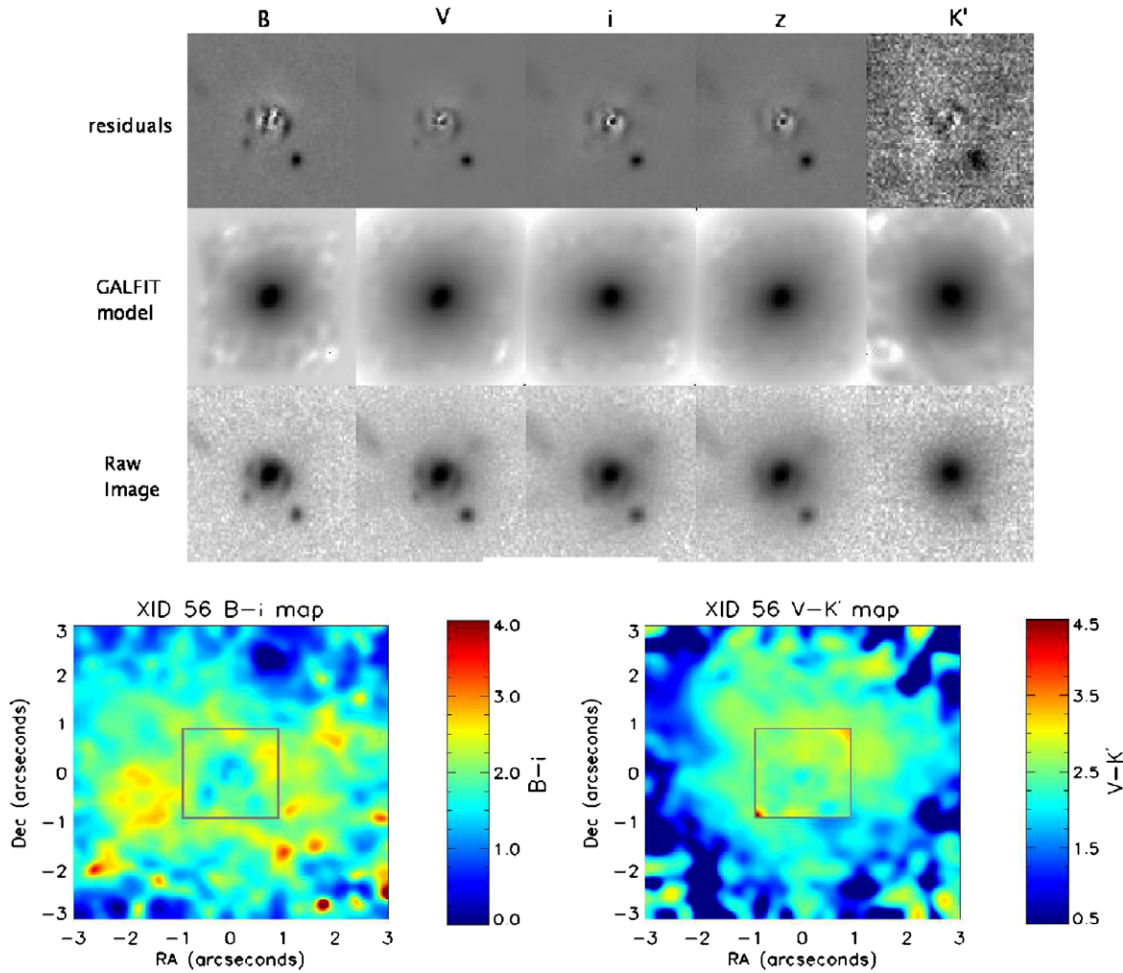 B V i z K'
residuals
GALFIT
model
Raw
Image
XID 56 B-i map
3
2
1
0
-1
-2
-3
Dec (arcseconds)
-3 -2 -1 0 1 2 3
RA (arcseconds)
4.0
3.0
2.0
1.0
0.0
B-i
XID 56 V-K' map
3
2
1
0
-1
-2
-3
Dec (arcseconds)
-3 -2 -1 0 1 2 3
RA (arcseconds)
4.5
3.5
2.5
1.5
0.5
V-K'